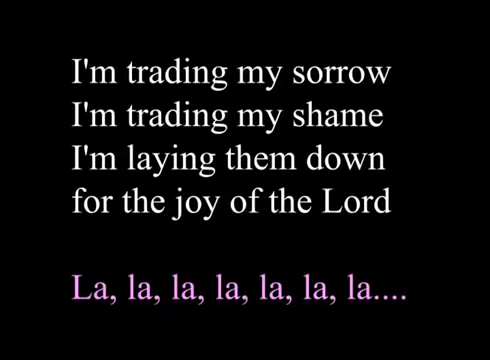 I'm trading my sorrow
I'm trading my shame
I'm laying them down
for the joy of the Lord
La, la, la, la, la, la, la....